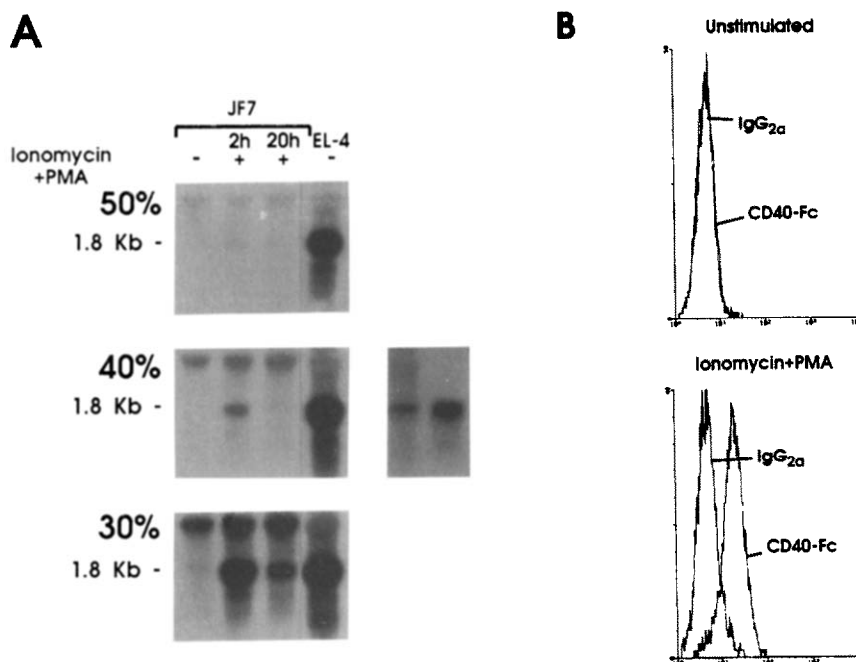 A
JF7
2h 20h EL-4
Ionomycin +PMA - + + -
50%
1.8 Kb -
40%
1.8 Kb -
30%
1.8 Kb -
B
Unstimulated
IgG2a
CD40-Fc
Ionomycin+PMA
IgG2a
CD40-Fc